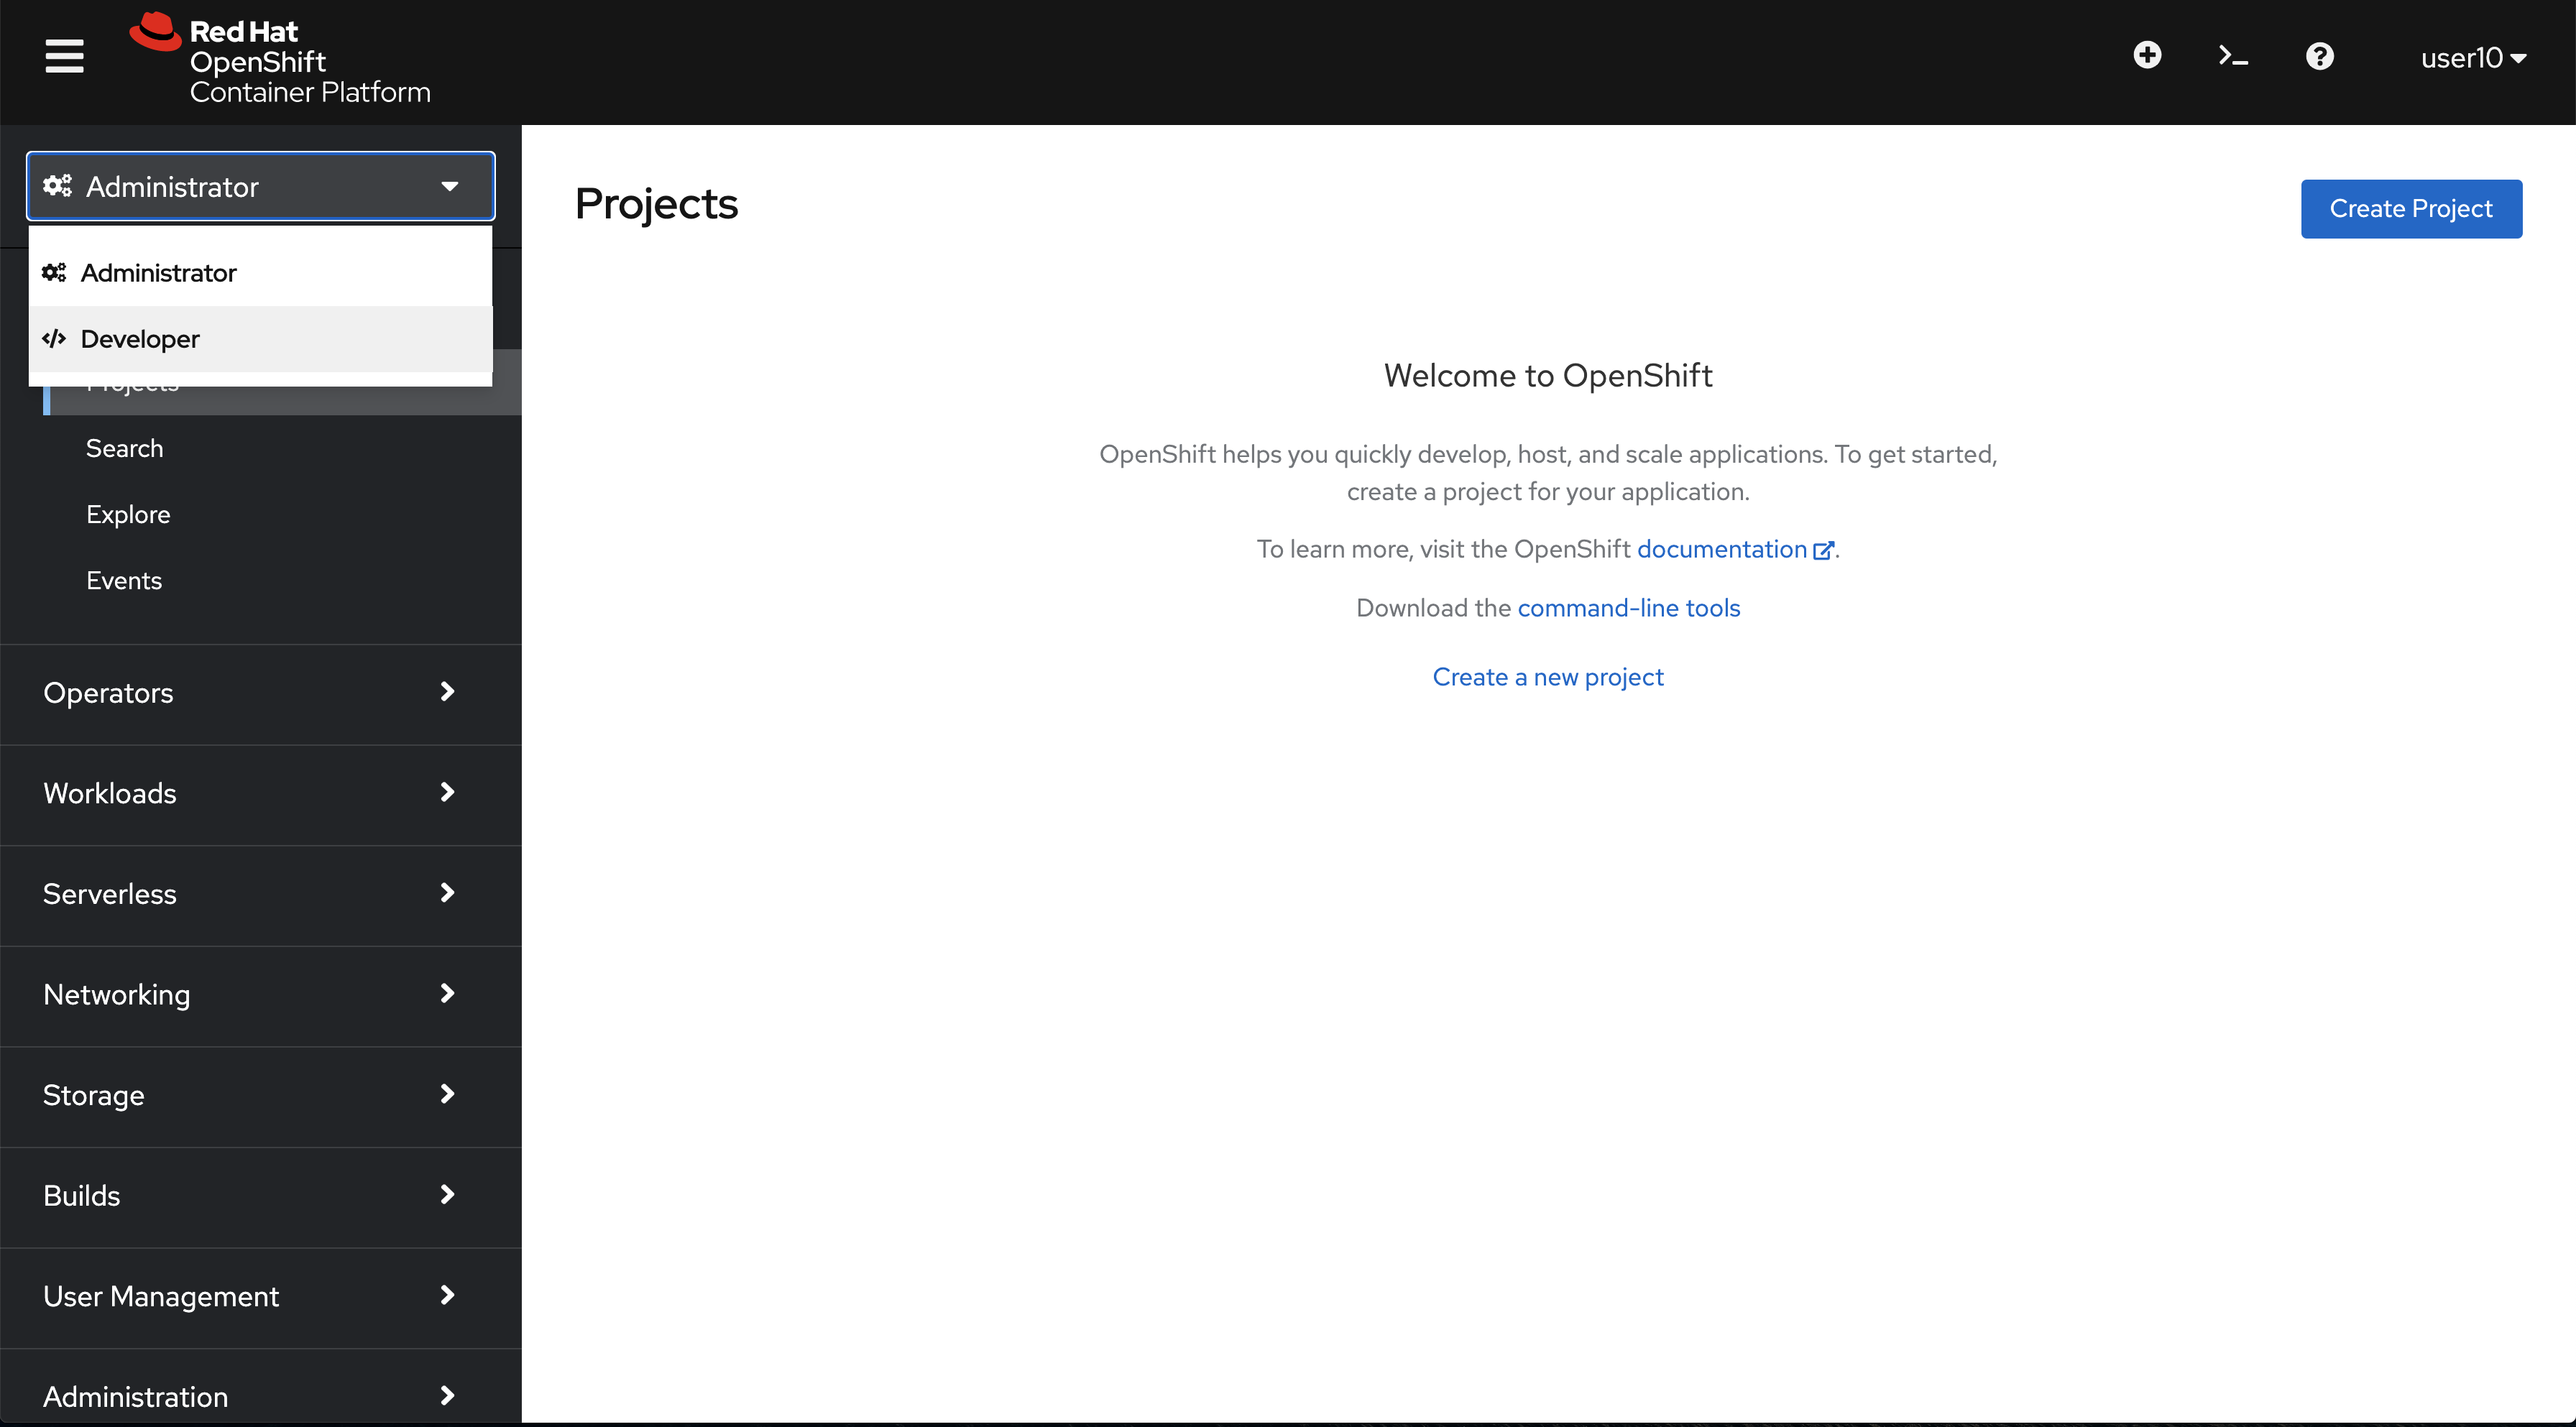 Red Hat
OpenShift
Container Platform
user10
Administrator
Administrator
Developer
Projects
Search
Explore
Events
Operators
Workloads
Serverless
Networking
Storage
Builds
User Management
Administration
Projects
Create Project
Welcome to OpenShift
OpenShift helps you quickly develop, host, and scale applications. To get started,
create a project for your application.
To learn more, visit the OpenShift documentation.
Download the command-line tools
Create a new project